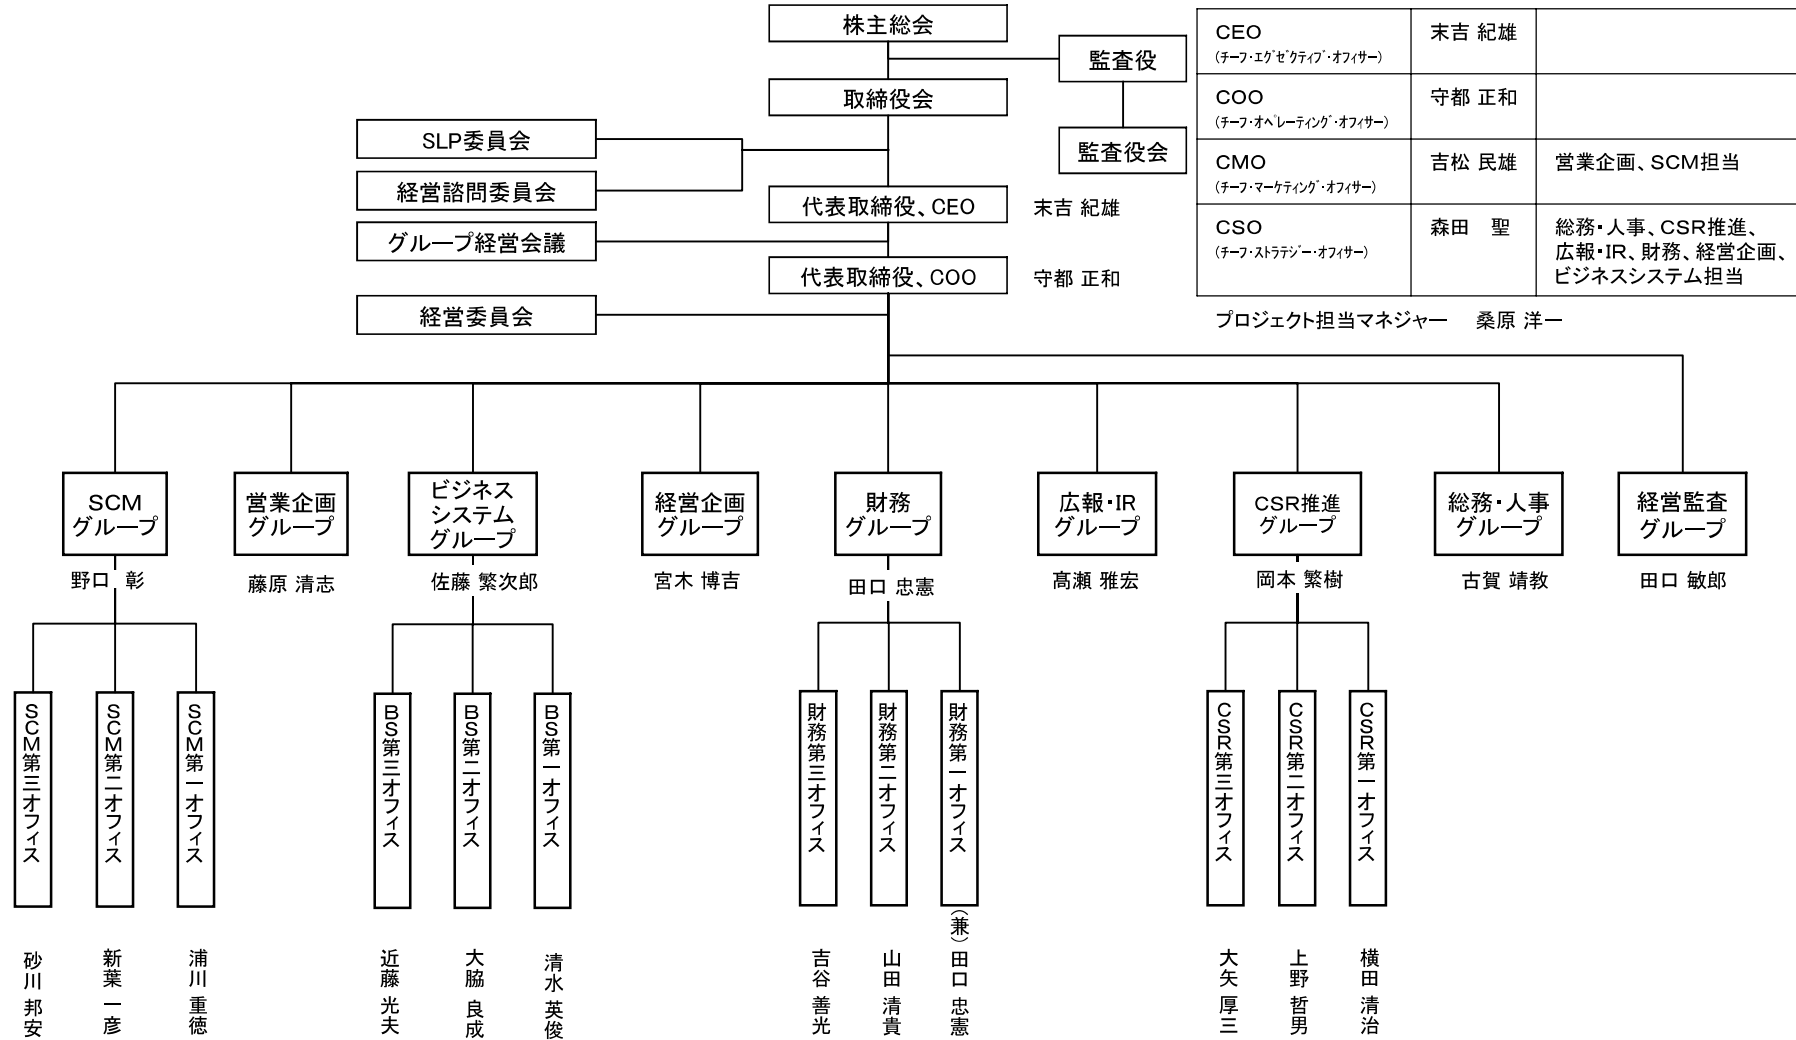 株主総会
監査役
取締役会
監査役会
SLP委員会
経営諮問委員会
代表取締役、CEO
末吉 紀雄
グループ経営会議
代表取締役、COO
守都 正和
経営委員会
CEO
(チーフ・エグゼクティブ・オフィサー)
末吉 紀雄
COO
(チーフ・オペレーティング・オフィサー)
守都 正和
CMO
(チーフ・マーケティング・オフィサー)
吉松 民雄
営業企画、SCM担当
CSO
(チーフ・ストラテジー・オフィサー)
森田 聖
総務・人事、CSR推進、
広報・IR、財務、経営企画、
ビジネスシステム担当
プロジェクト担当マネジャー 桑原 洋一
SCM
グループ
野口 彰
営業企画
グループ
藤原 清志
ビジネス
システム
グループ
佐藤 繁次郎
経営企画
グループ
宮木 博吉
財務
グループ
田口 忠憲
広報・IR
グループ
髙瀬 雅宏
CSR推進
グループ
岡本 繁樹
総務・人事
グループ
古賀 靖教
経営監査
グループ
田口 敏郎
SCM第三オフィス
砂川 邦安
SCM第二オフィス
新葉 一彦
SCM第一オフィス
浦川 重徳
BS第三オフィス
近藤 光夫
BS第二オフィス
大脇 良成
BS第一オフィス
清水 英俊
財務第三オフィス
吉谷 善光
財務第二オフィス
山田 清貴
財務第一オフィス
(兼)田口 忠憲
CSR第三オフィス
大矢 厚三
CSR第二オフィス
上野 哲男
CSR第一オフィス
横田 清治